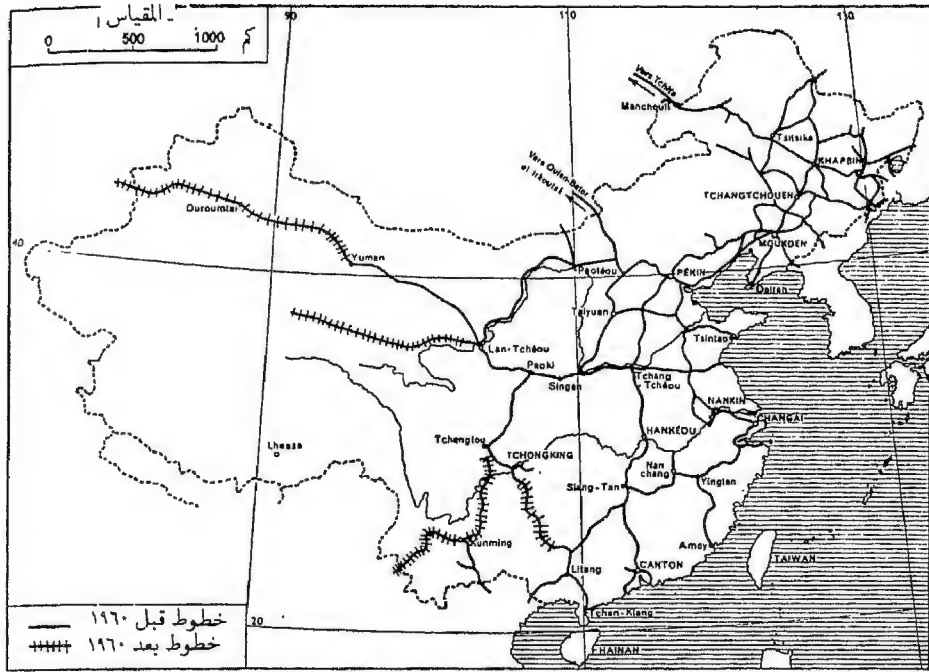 المقياس
0 500 1000 كم
90
110
130
Vers Tchita
Manchouli
Tsitsika
KHAPBIN
Vers Oulan-Bator
et Irkoutsk
TCHANGTCHOUEN
Ouroumtsi
MOUKDEN
40
Yumen
Paotéou
PÉKIN
Dairen
Taiyuan
Tsintao
Lan-Tchéou
Paoki
Singan
Tchang
Tchéou
NANKIN
HANGAI
HANKÉOU
Lhassa
Tchengtou
TCHONGKING
Nan
chang
Siang-Tan
Yingtan
Kunming
Amoy
Litang
CANTON
TAIWAN
Tchan-Kiang
20
HAINAN
خطوط قبل ١٩٦٠
خطوط بعد ١٩٦٠